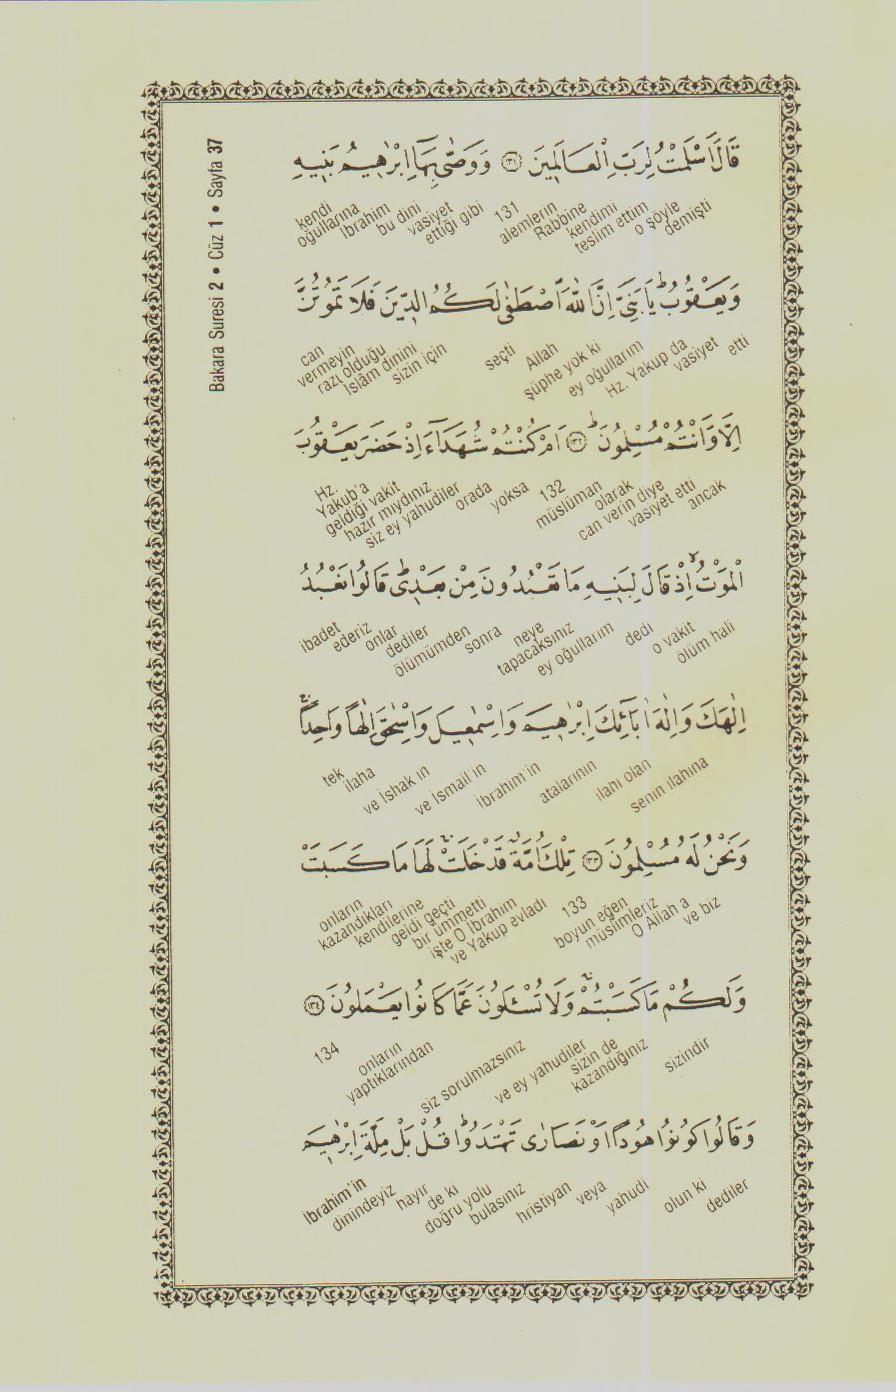 Bakara Suresi 2 • Cüz 1 • Sayfa 37
قَالَ اَسْلَمْتُ لِرَبِّ الْعَالَمِينَ ﴿١٣١﴾ وَوَصّٰى بِهَٓا اِبْرٰهِيمُ بَنِيهِ
kendi
oğullarına
İbrahim
bu dini
vasiyet
ettiği gibi
131
alemlerin
Rabbine
kendimi
teslim ettim
o şöyle
demişti
وَيَعْقُوبُۜ يَا بَنِيَّ اِنَّ اللّٰهَ اصْطَفٰى لَكُمُ الدِّينَ فَلَا تَمُوتُنَّ
can
vermeyin
razı olduğu
İslâm dinini
sizin için
seçti
Allah
şüphe yok ki
ey oğullarım
Hz. Yakup da
vasiyet
etti
اِلَّا وَاَنْتُمْ مُسْلِمُونَۜ ﴿١٣٢﴾ اَمْ كُنْتُمْ شُهَدَٓاءَ اِذْ حَضَرَ يَعْقُوبَ
Hz.
Yakub'a
geldiği vakit
hazır mıydınız
siz ey yahudiler
orada
yoksa
132
müslüman
olarak
can verin diye
vasiyet etti
ancak
الْمَوْتُۙ اِذْ قَالَ لِبَنِيهِ مَا تَعْبُدُونَ مِنْ بَعْدِيۜ قَالُوا نَعْبُدُ
ibadet
ederiz
onlar
dediler
ölümümden
sonra
neye
tapacaksınız
ey oğullarım
dedi
o vakit
ölüm hali
اِلٰهَكَ وَاِلٰهَ اٰبَٓائِكَ اِبْرٰهِيمَ وَاِسْمٰعِيلَ وَاِسْحٰقَ اِلٰهًا وَاحِدًاۚ
tek
ilaha
ve İshak'ın
ve İsmail'in
İbrahim'in
atalarının
ilahı olan
senin ilahına
وَنَحْنُ لَهُ مُسْلِمُونَ ﴿١٣٣﴾ تِلْكَ اُمَّةٌ قَدْ خَلَتْۚ لَهَا مَا كَسَبَتْ
onların
kazandıkları
kendilerine
geldi geçti
bir ümmetti
işte O İbrahim
ve Yakup evladı
133
boyun eğen
müslimleriz
O Allah'a
ve biz
وَلَكُمْ مَا كَسَبْتُمْۚ وَلَا تُسْـَٔلُونَ عَمَّا كَانُوا يَعْمَلُونَ ﴿١٣٤﴾
134
onların
yaptıklarından
siz sorulmazsınız
ve ey yahudiler
sizin de
kazandığınız
sizindir
وَقَالُوا كُونُوا هُودًا اَوْ نَصَارٰى تَهْتَدُواۜ قُلْ بَلْ مِلَّةَ اِبْرٰهِيمَ
İbrahim'in
dinindeyiz
hayır
de ki
doğru yolu
bulasınız
hristiyan
veya
yahudi
olun ki
dediler